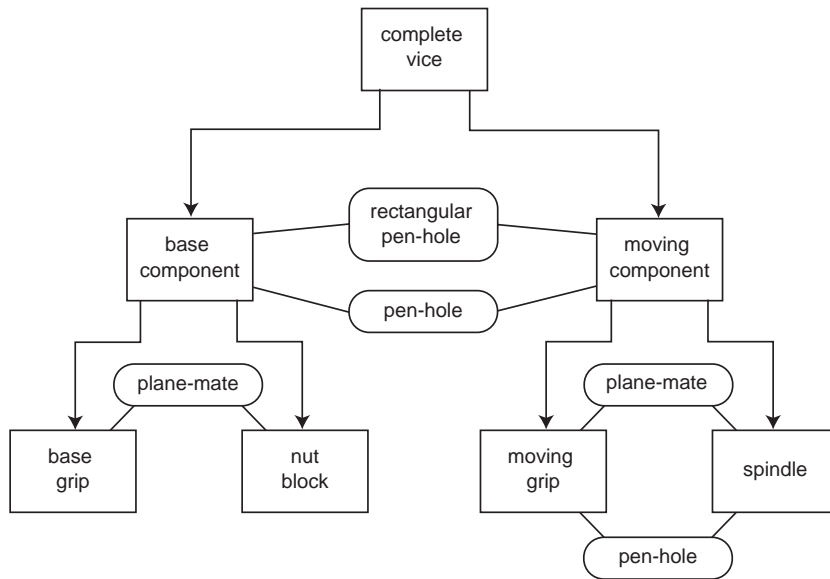 complete
vice
rectangular
pen-hole
base
component
moving
component
pen-hole
plane-mate
plane-mate
base
grip
nut
block
moving
grip
spindle
pen-hole